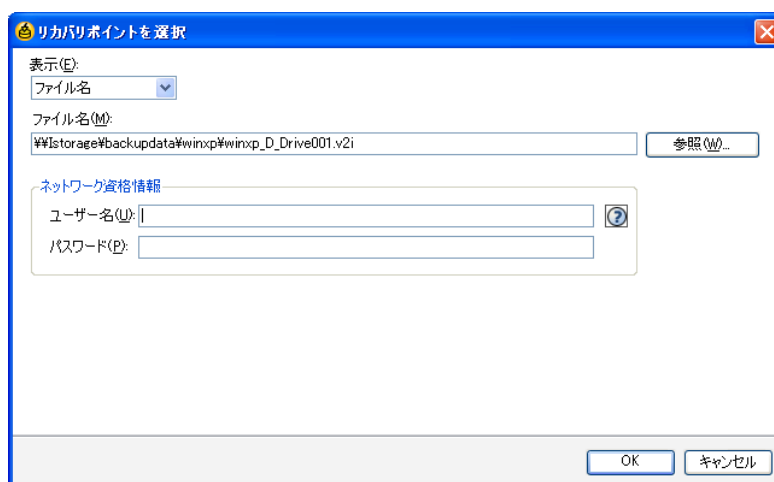 リカバリポイントを選択
表示(E):
ファイル名
ファイル名(M):
¥¥Istorage¥backupdata¥winxp¥winxp_D_Drive001.v2i
参照(W)...
ネットワーク資格情報
ユーザー名(U):
パスワード(P):
OK
キャンセル